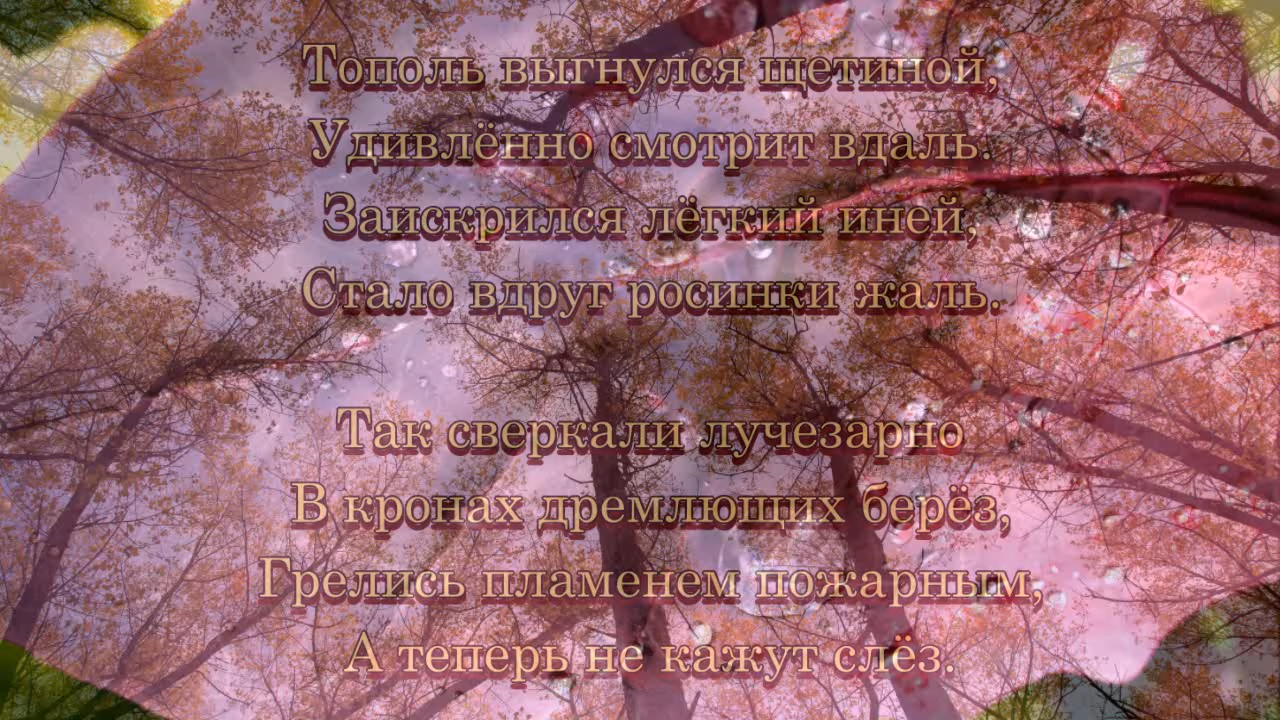 Тополь выгнулся щетиной,
Удивлённо смотрит вдаль.
Заискрился лёгкий иней,
Стало вдруг росинки жаль.
Так сверкали лучезарно
В кронах дремлющих берёз,
Грелись пламенем пожарным,
А теперь не кажут слёз.